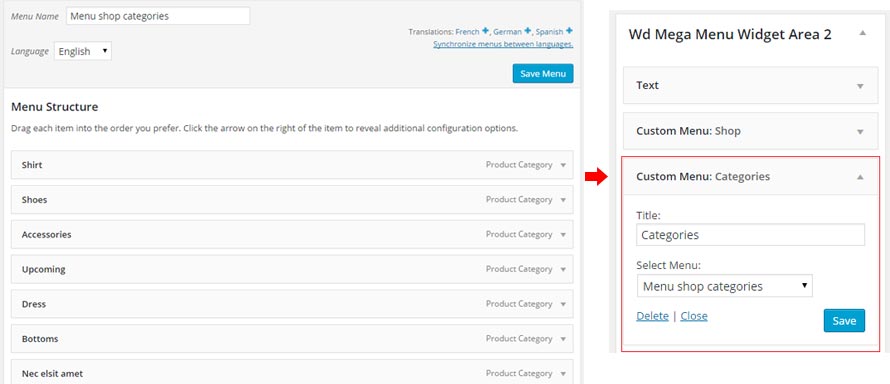 Menu Name Menu shop categories
Translations: French +, German +, Spanish +
Language English
Synchronize menus between languages.
Save Menu
Menu Structure
Drag each item into the order you prefer. Click the arrow on the right of the item to reveal additional configuration options.
Shirt Product Category
Shoes Product Category
Accessories Product Category
Upcoming Product Category
Dress Product Category
Bottoms Product Category
Nec elsit amet Product Category
Wd Mega Menu Widget Area 2
Text
Custom Menu: Shop
Custom Menu: Categories
Title:
Categories
Select Menu:
Menu shop categories
Delete | Close Save